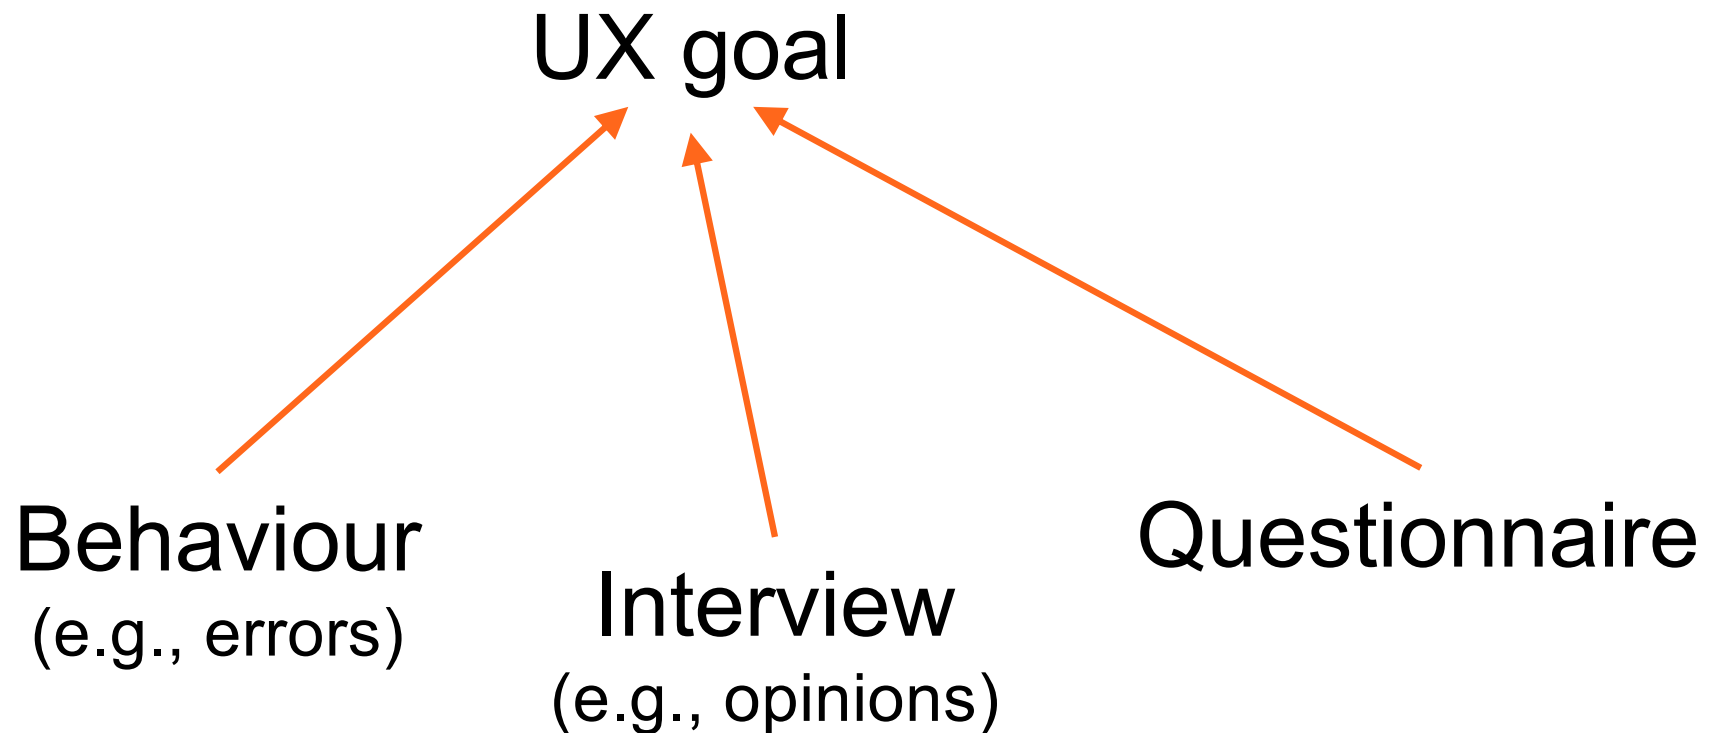 UX goal
Behaviour
(e.g., errors)
Interview
(e.g., opinions)
Questionnaire